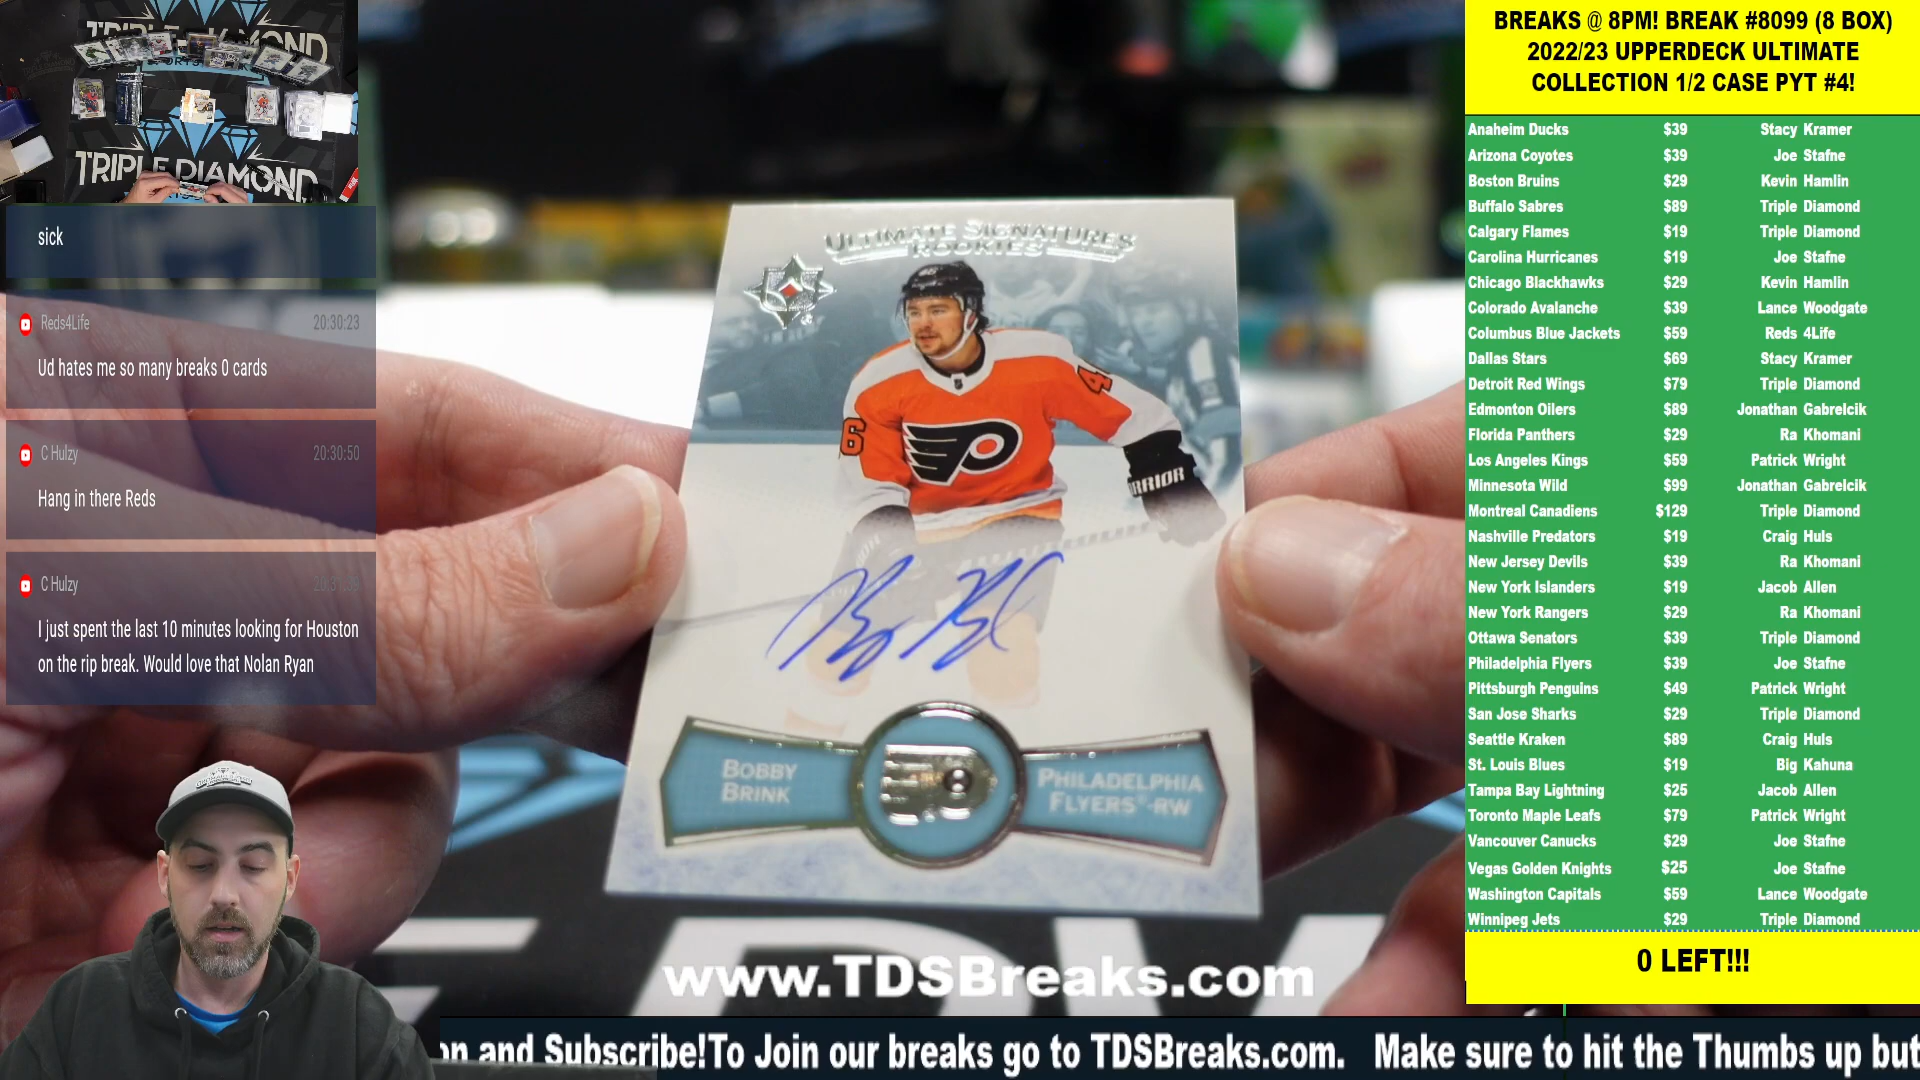 TRIPLE DIAMOND
TRIPLE DIAMOND
sick
Reds4Life 20:30:23
Ud hates me so many breaks 0 cards
C Hulzy 20:30:50
Hang in there Reds
C Hulzy
I just spent the last 10 minutes looking for Houston
on the rip break. Would love that Nolan Ryan
ULTIMATE SIGNATURES
ROOKIES
46
46
BOBBY
BRINK
PHILADELPHIA
FLYERS®-RW
www.TDSBreaks.com
on and Subscribe!To Join our breaks go to TDSBreaks.com. Make sure to hit the Thumbs up but
BREAKS @ 8PM! BREAK #8099 (8 BOX)
2022/23 UPPERDECK ULTIMATE
COLLECTION 1/2 CASE PYT #4!
Anaheim Ducks $39 Stacy Kramer
Arizona Coyotes $39 Joe Stafne
Boston Bruins $29 Kevin Hamlin
Buffalo Sabres $89 Triple Diamond
Calgary Flames $19 Triple Diamond
Carolina Hurricanes $19 Joe Stafne
Chicago Blackhawks $29 Kevin Hamlin
Colorado Avalanche $39 Lance Woodgate
Columbus Blue Jackets $59 Reds 4Life
Dallas Stars $69 Stacy Kramer
Detroit Red Wings $79 Triple Diamond
Edmonton Oilers $89 Jonathan Gabrelcik
Florida Panthers $29 Ra Khomani
Los Angeles Kings $59 Patrick Wright
Minnesota Wild $99 Jonathan Gabrelcik
Montreal Canadiens $129 Triple Diamond
Nashville Predators $19 Craig Huls
New Jersey Devils $39 Ra Khomani
New York Islanders $19 Jacob Allen
New York Rangers $29 Ra Khomani
Ottawa Senators $39 Triple Diamond
Philadelphia Flyers $39 Joe Stafne
Pittsburgh Penguins $49 Patrick Wright
San Jose Sharks $29 Triple Diamond
Seattle Kraken $89 Craig Huls
St. Louis Blues $19 Big Kahuna
Tampa Bay Lightning $25 Jacob Allen
Toronto Maple Leafs $79 Patrick Wright
Vancouver Canucks $29 Joe Stafne
Vegas Golden Knights $25 Joe Stafne
Washington Capitals $59 Lance Woodgate
Winnipeg Jets $29 Triple Diamond
0 LEFT!!!